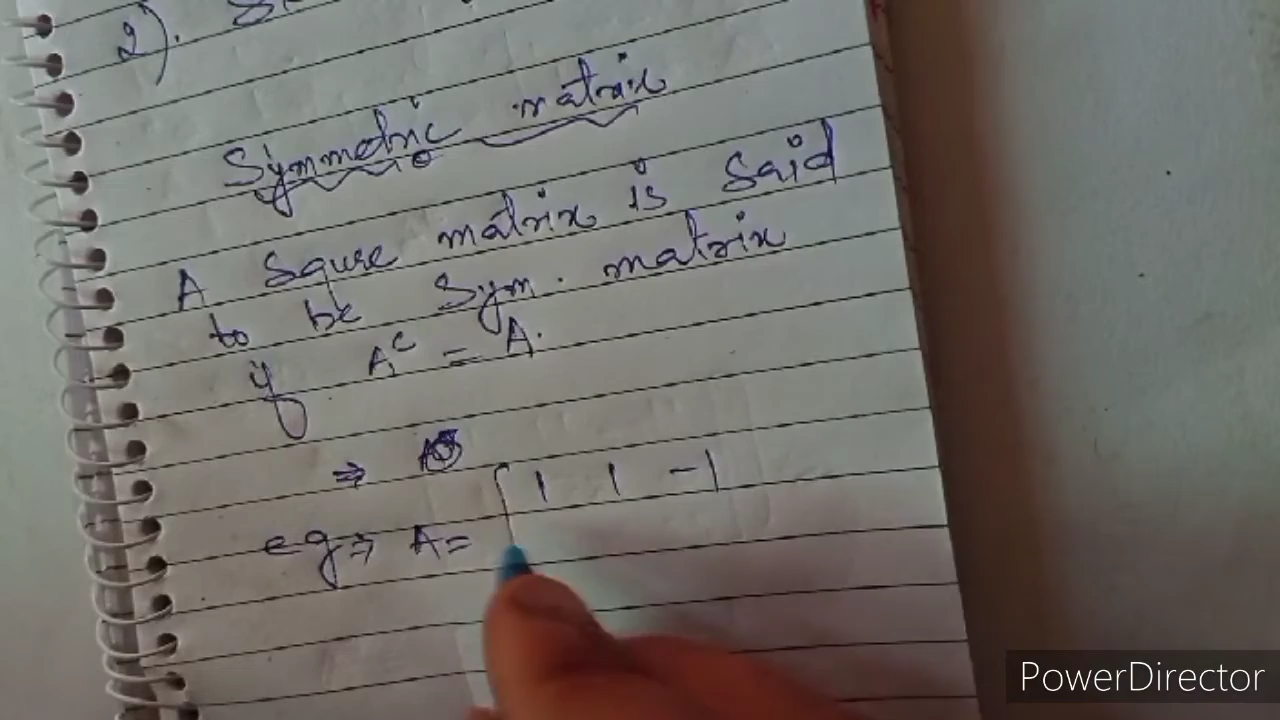 2).
Symmetric matrix
A Squre matrix is said
to be Sym. matrix
if A^c = A.
⇒
eg ⇒ A = [ 1 1 -1
PowerDirector